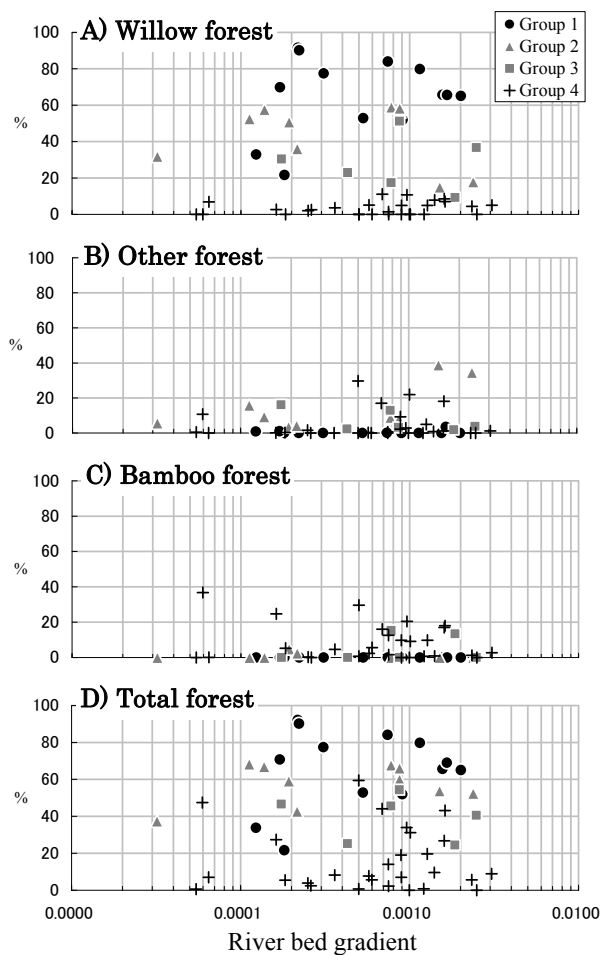 A) Willow forest
Group 1
Group 2
Group 3
Group 4
100
80
60
%
40
20
0
B) Other forest
100
80
60
%
40
20
0
C) Bamboo forest
100
80
60
%
40
20
0
D) Total forest
100
80
60
%
40
20
0
0.0000 0.0001 0.0010 0.0100
River bed gradient